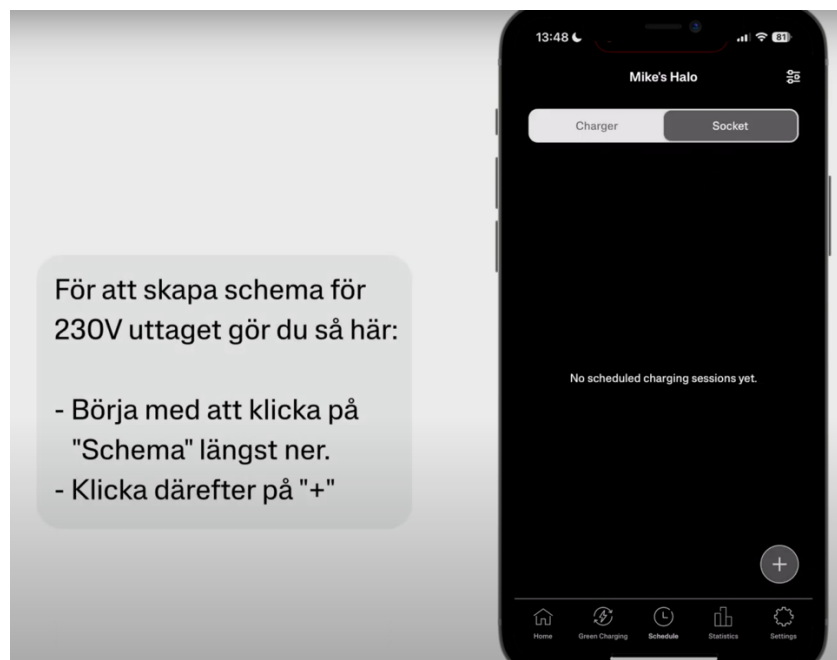 För att skapa schema för
230V uttaget gör du så här:
- Börja med att klicka på
"Schema" längst ner.
- Klicka därefter på "+"
13:48
81
Mike's Halo
Charger
Socket
No scheduled charging sessions yet.
+
Home
Green Charging
Schedule
Statistics
Settings